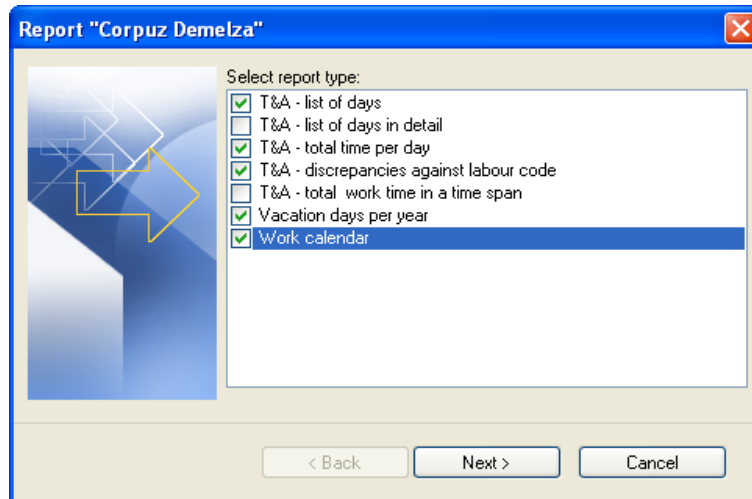 Report "Corpuz Demelza"
Select report type:
T&A - list of days
T&A - list of days in detail
T&A - total time per day
T&A - discrepancies against labour code
T&A - total  work time in a time span
Vacation days per year
Work calendar
< Back Next > Cancel